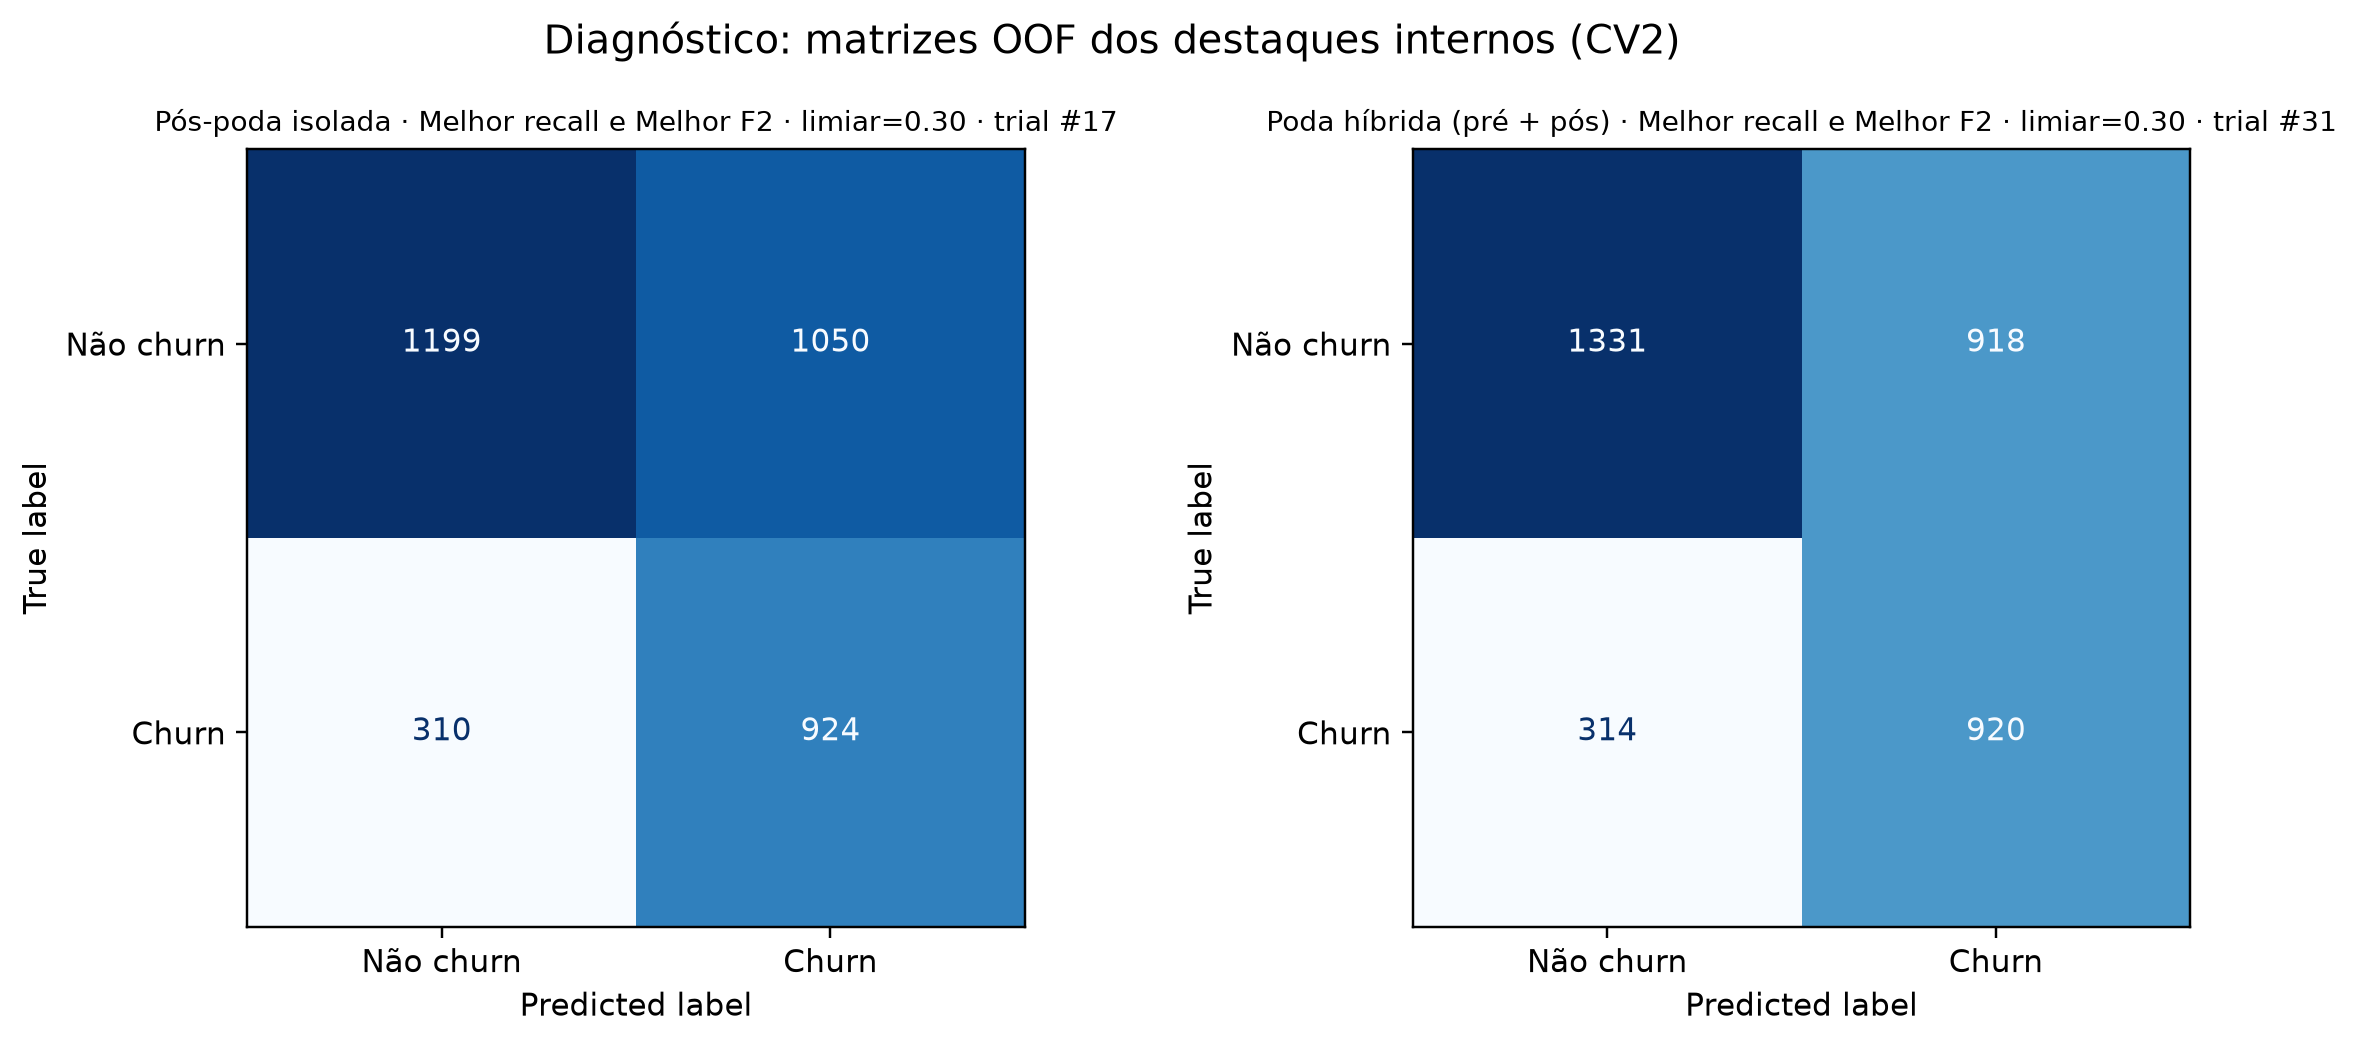 Diagnóstico: matrizes OOF dos destaques internos (CV2)
Pós-poda isolada · Melhor recall e Melhor F2 · limiar=0.30 · trial #17
True label
Não churn
1199
1050
Churn
310
924
Não churn
Churn
Predicted label
Poda híbrida (pré + pós) · Melhor recall e Melhor F2 · limiar=0.30 · trial #31
True label
Não churn
1331
918
Churn
314
920
Não churn
Churn
Predicted label